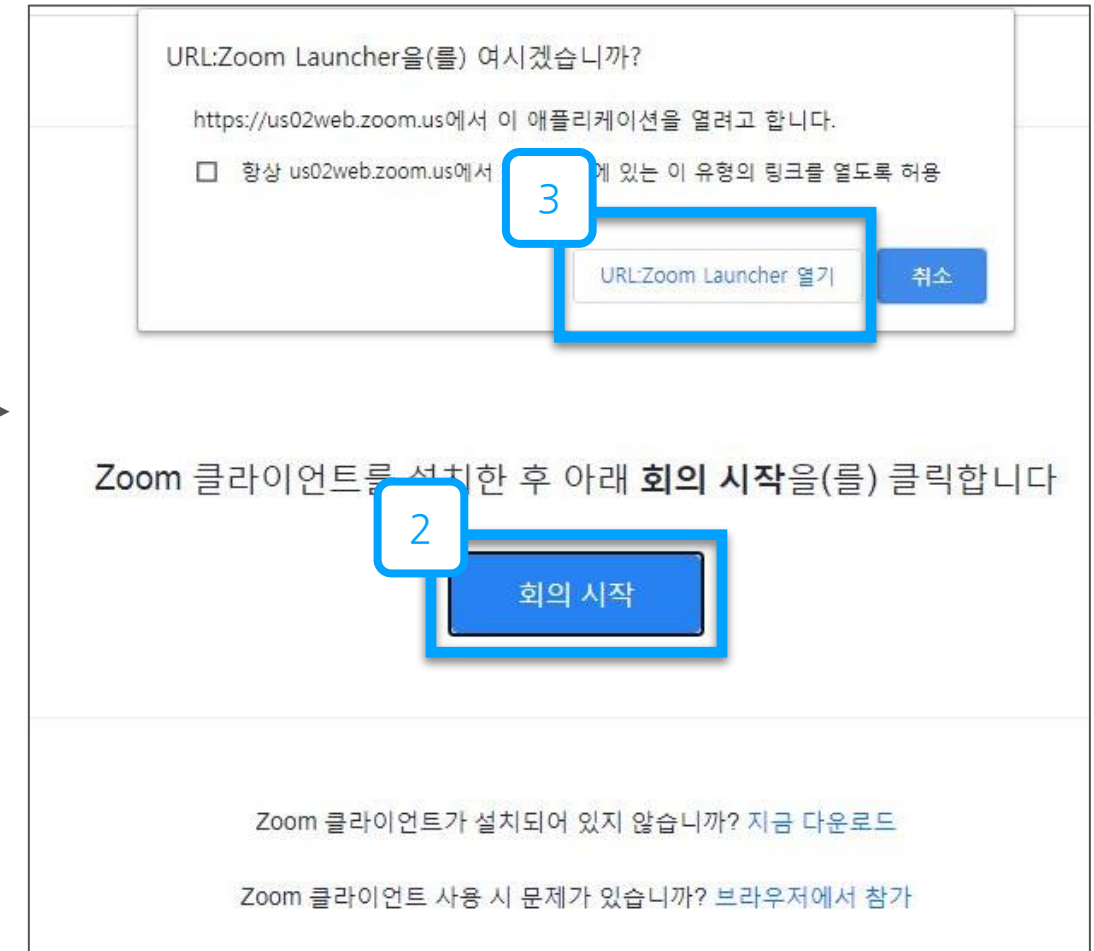 URL:Zoom Launcher을(를) 여시겠습니까?
https://us02web.zoom.us에서 이 애플리케이션을 열려고 합니다.
항상 us02web.zoom.us에서 에 있는 이 유형의 링크를 열도록 허용
3
URL:Zoom Launcher 열기
취소
Zoom 클라이언트를 설치한 후 아래 회의 시작을(를) 클릭합니다
2
회의 시작
Zoom 클라이언트가 설치되어 있지 않습니까? 지금 다운로드
Zoom 클라이언트 사용 시 문제가 있습니까? 브라우저에서 참가